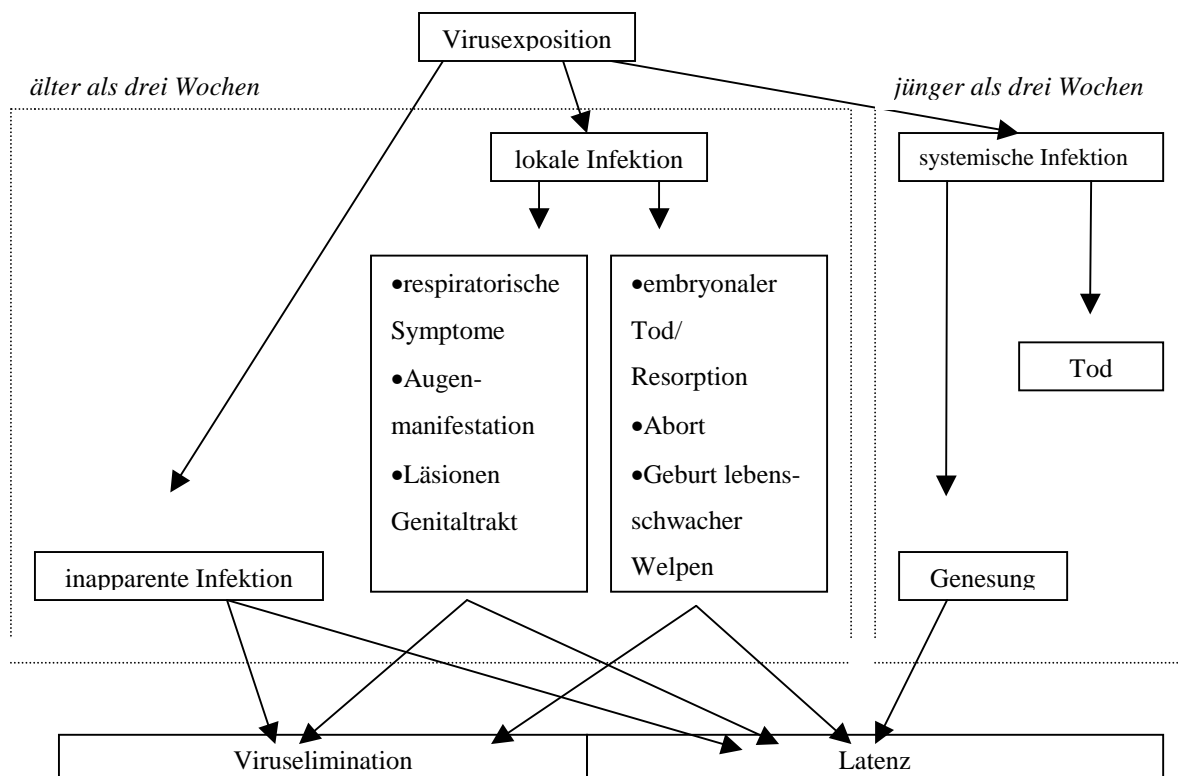 Virusexposition
älter als drei Wochen
jünger als drei Wochen
lokale Infektion
systemische Infektion
•respiratorische
Symptome
•Augen-
manifestation
•Läsionen
Genitaltrakt
•embryonaler
Tod/
Resorption
•Abort
•Geburt lebens-
schwacher
Welpen
Tod
inapparente Infektion
Genesung
Viruselimination
Latenz